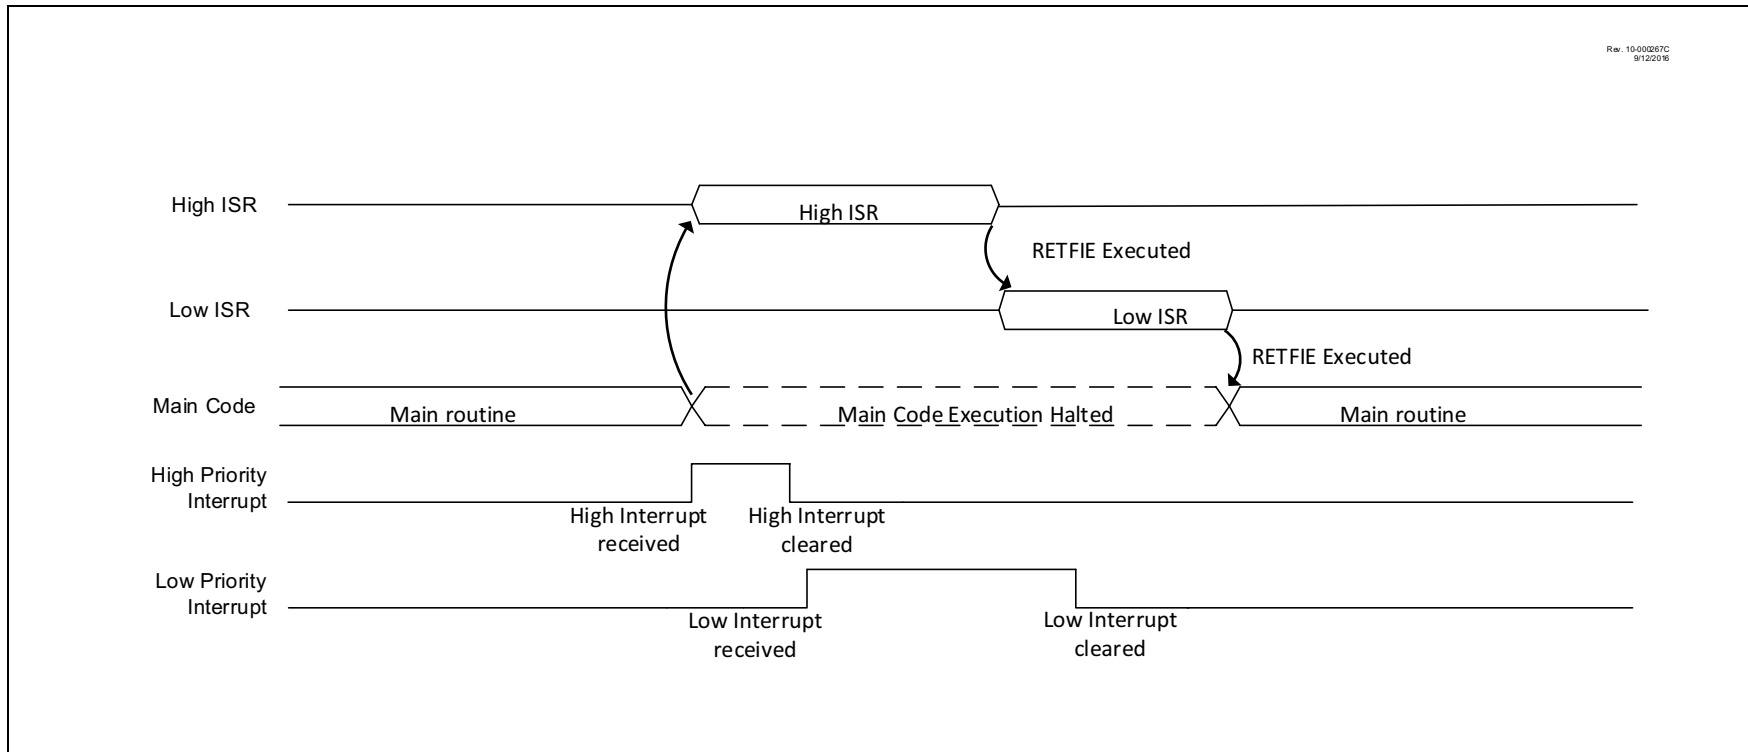 Rev. 10-000267C
9/12/2016
High ISR
High ISR
RETFIE Executed
Low ISR
Low ISR
RETFIE Executed
Main Code
Main routine
Main Code Execution Halted
Main routine
High Priority
Interrupt
High Interrupt
received
High Interrupt
cleared
Low Priority
Interrupt
Low Interrupt
received
Low Interrupt
cleared